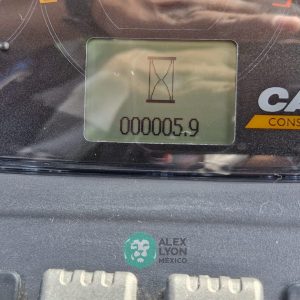 000005.9
CA
CONS
ALEX
LYON
MEXICO